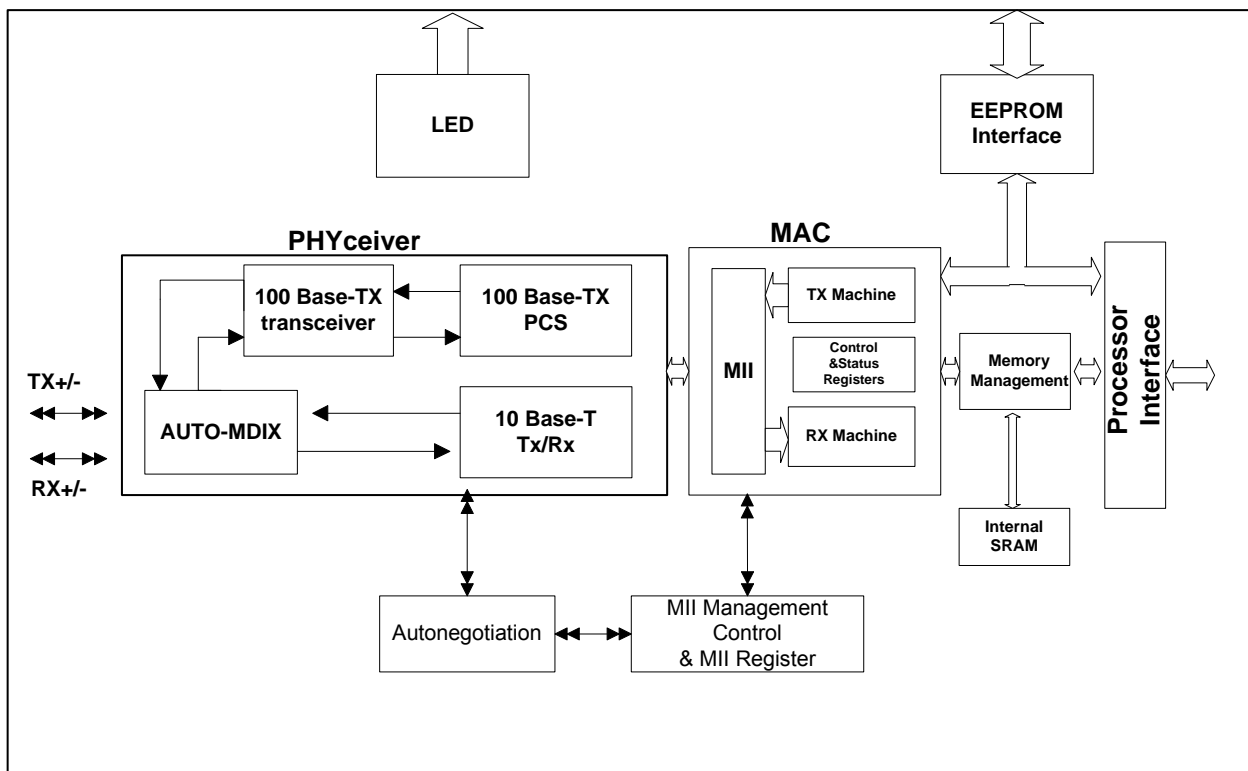 LED
EEPROM
Interface
PHYceiver
MAC
100 Base-TX
transceiver
100 Base-TX
PCS
AUTO-MDIX
10 Base-T
Tx/Rx
TX+/-
RX+/-
MII
TX Machine
Control
&Status
Registers
RX Machine
Memory
Management
Internal
SRAM
Processor
Interface
Autonegotiation
MII Management
Control
& MII Register